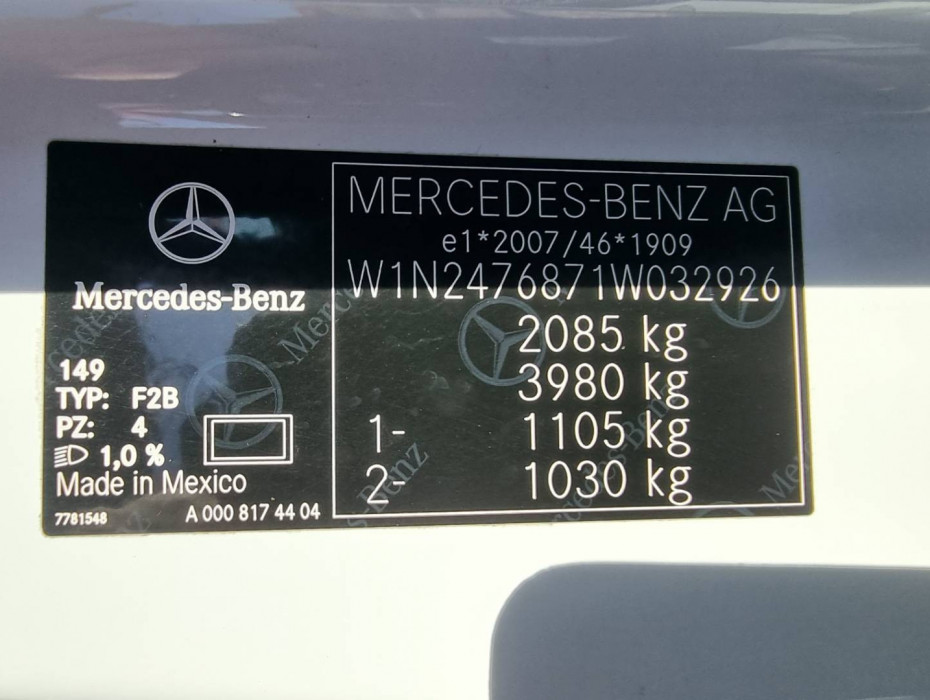 Mercedes-Benz
149
TYP: F2B
PZ: 4
1,0 %
Made in Mexico
7781548 A 000 817 44 04
MERCEDES-BENZ AG
e1*2007/46*1909
W1N2476871W032926
2085 kg
3980 kg
1- 1105 kg
2- 1030 kg